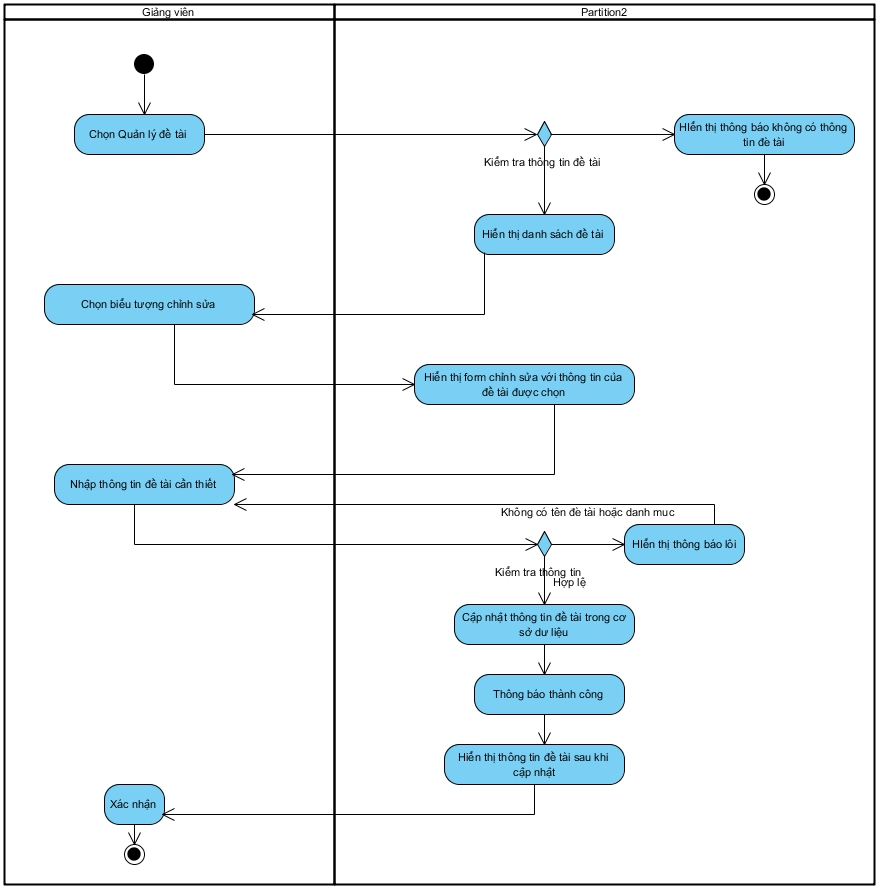 Giảng viên
Partition2
Chọn Quản lý đề tài
HIển thị thông báo không có thông
tin đề tài
Kiểm tra thông tin đề tài
Hiển thị danh sách đề tài
Chọn biểu tượng chỉnh sửa
Hiển thị form chỉnh sửa với thông tin của
đề tài được chọn
Nhập thông tin đề tài cần thiết
Không có tên đề tài hoặc danh mục
HIển thị thông báo lỗi
Kiểm tra thông tin
Hợp lệ
Cập nhật thông tin đề tài trong cơ
sở dư liệu
Thông báo thành công
Hiển thị thông tin đề tài sau khi
cập nhật
Xác nhận